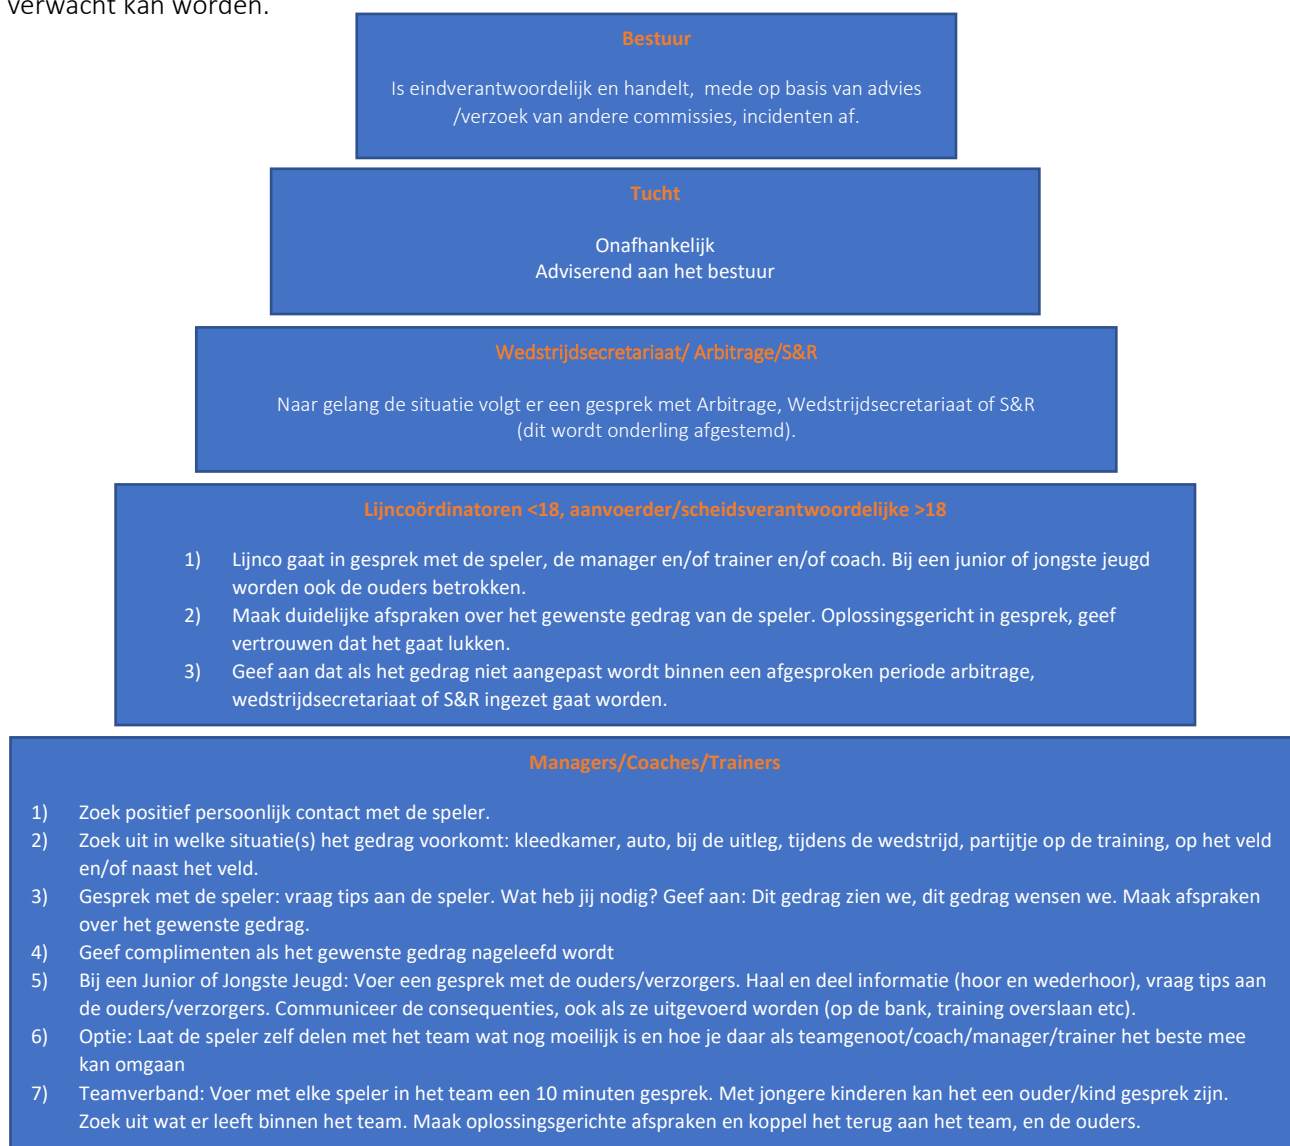 verwacht kan worden.
Bestuur
Is eindverantwoordelijk en handelt, mede op basis van advies
/verzoek van andere commissies, incidenten af.
Tucht
Onafhankelijk
Adviserend aan het bestuur
Wedstrijdsecretariaat/ Arbitrage/S&R
Naar gelang de situatie volgt er een gesprek met Arbitrage, Wedstrijdsecretariaat of S&R
(dit wordt onderling afgestemd).
Lijncoördinatoren <18, aanvoerder/scheidsverantwoordelijke >18
1) Lijnco gaat in gesprek met de speler, de manager en/of trainer en/of coach. Bij een junior of jongste jeugd
worden ook de ouders betrokken.
2) Maak duidelijke afspraken over het gewenste gedrag van de speler. Oplossingsgericht in gesprek, geef
vertrouwen dat het gaat lukken.
3) Geef aan dat als het gedrag niet aangepast wordt binnen een afgesproken periode arbitrage,
wedstrijdsecretariaat of S&R ingezet gaat worden.
Managers/Coaches/Trainers
1) Zoek positief persoonlijk contact met de speler.
2) Zoek uit in welke situatie(s) het gedrag voorkomt: kleedkamer, auto, bij de uitleg, tijdens de wedstrijd, partijtje op de training, op het veld
en/of naast het veld.
3) Gesprek met de speler: vraag tips aan de speler. Wat heb jij nodig? Geef aan: Dit gedrag zien we, dit gedrag wensen we. Maak afspraken
over het gewenste gedrag.
4) Geef complimenten als het gewenste gedrag nageleefd wordt
5) Bij een Junior of Jongste Jeugd: Voer een gesprek met de ouders/verzorgers. Haal en deel informatie (hoor en wederhoor), vraag tips aan
de ouders/verzorgers. Communiceer de consequenties, ook als ze uitgevoerd worden (op de bank, training overslaan etc).
6) Optie: Laat de speler zelf delen met het team wat nog moeilijk is en hoe je daar als teamgenoot/coach/manager/trainer het beste mee
kan omgaan
7) Teamverband: Voer met elke speler in het team een 10 minuten gesprek. Met jongere kinderen kan het een ouder/kind gesprek zijn.
Zoek uit wat er leeft binnen het team. Maak oplossingsgerichte afspraken en koppel het terug aan het team, en de ouders.